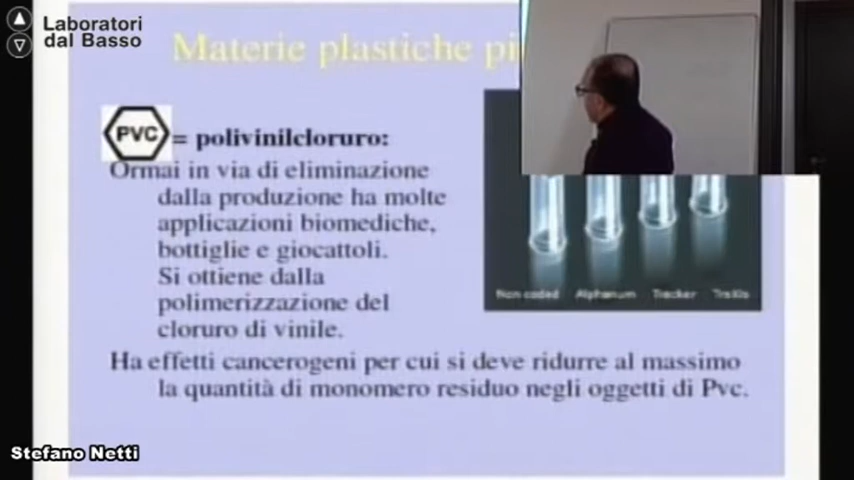 Laboratori
dal Basso
Materie plastiche
PVC = polivinilcloruro:
Ormai in via di eliminazione
dalla produzione ha molte
applicazioni biomediche,
bottiglie e giocattoli.
Si ottiene dalla
polimerizzazione del
cloruro di vinile.
Non coded Alphanum Tracker
Ha effetti cancerogeni per cui si deve ridurre al massimo
la quantità di monomero residuo negli oggetti di Pvc.
Stefano Netti